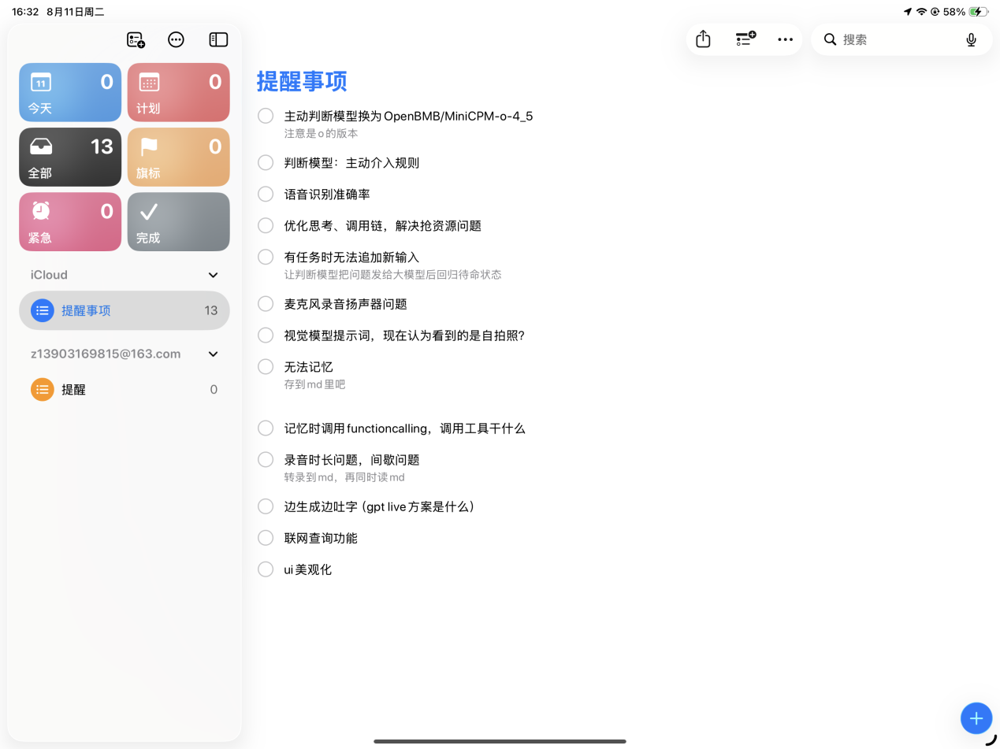 16:32 8月11日周二
58%
搜索
11
0
今天
0
计划
13
全部
0
旗标
0
紧急
完成
iCloud
提醒事项 13
z13903169815@163.com
提醒 0
提醒事项
主动判断模型换为OpenBMB/MiniCPM-o-4_5
注意是o的版本
判断模型：主动介入规则
语音识别准确率
优化思考、调用链，解决抢资源问题
有任务时无法追加新输入
让判断模型把问题发给大模型后回归待命状态
麦克风录音扬声器问题
视觉模型提示词，现在认为看到的是自拍照?
无法记忆
存到md里吧
记忆时调用functioncalling，调用工具干什么
录音时长问题，间歇问题
转录到md，再同时读md
边生成边吐字（gpt live方案是什么）
联网查询功能
ui美观化